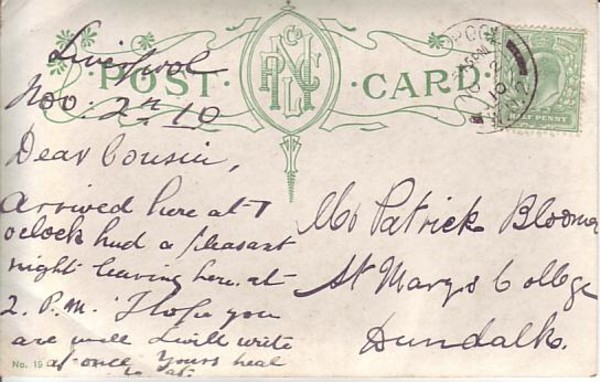 Liverpool
Nov. 2nd 10
POST CARD
HALF PENNY
Dear Cousin,
Arrived here at 7
oclock had a pleasant
night leaving here at
2. P.M. I hope you
are well I will write
at once Yours
Mr Patrick Bloomer
St Marys College
Dundalk.
No. 19